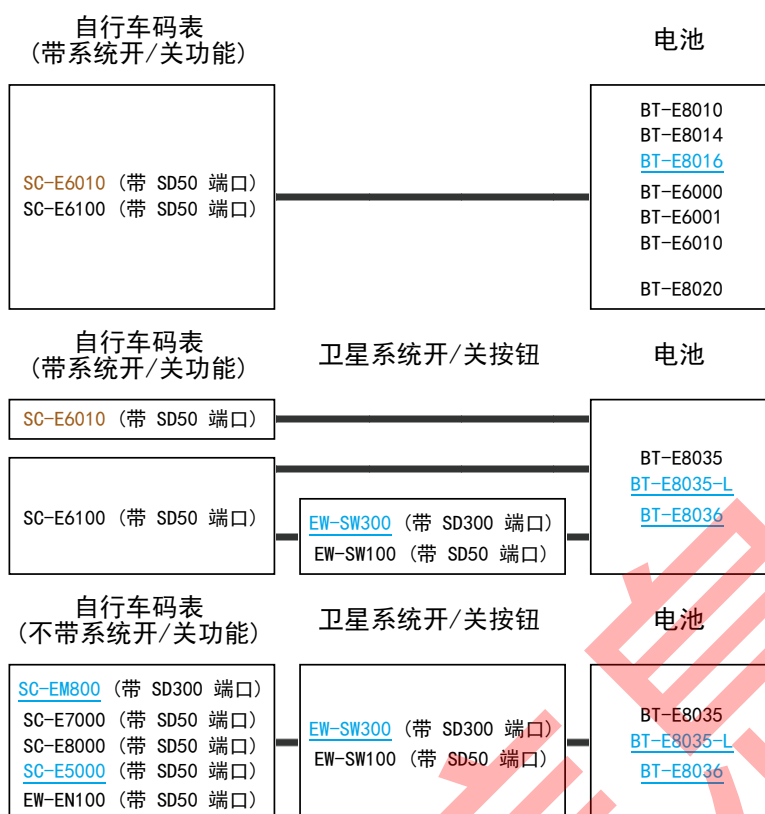 自行车码表
(带系统开/关功能)
电池
SC-E6010 (带 SD50 端口)
SC-E6100 (带 SD50 端口)
BT-E8010
BT-E8014
BT-E8016
BT-E6000
BT-E6001
BT-E6010
BT-E8020
自行车码表
(带系统开/关功能)
卫星系统开/关按钮
电池
SC-E6010 (带 SD50 端口)
SC-E6100 (带 SD50 端口)
EW-SW300 (带 SD300 端口)
EW-SW100 (带 SD50 端口)
BT-E8035
BT-E8035-L
BT-E8036
自行车码表
(不带系统开/关功能)
卫星系统开/关按钮
电池
SC-EM800 (带 SD300 端口)
SC-E7000 (带 SD50 端口)
SC-E8000 (带 SD50 端口)
SC-E5000 (带 SD50 端口)
EW-EN100 (带 SD50 端口)
EW-SW300 (带 SD300 端口)
EW-SW100 (带 SD50 端口)
BT-E8035
BT-E8035-L
BT-E8036